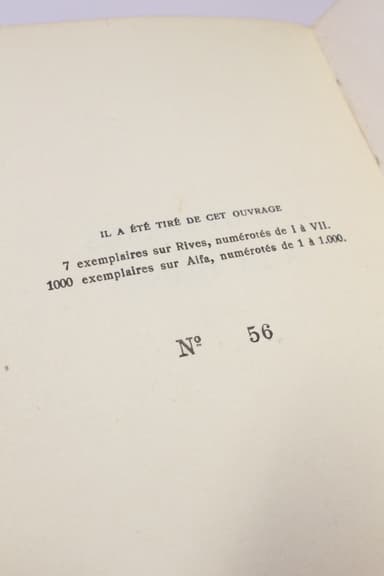 IL A ÉTÉ TIRÉ DE CET OUVRAGE
7 exemplaires sur Rives, numérotés de I à VII.
1000 exemplaires sur Alfa, numérotés de 1 à 1.000.
Nº 56